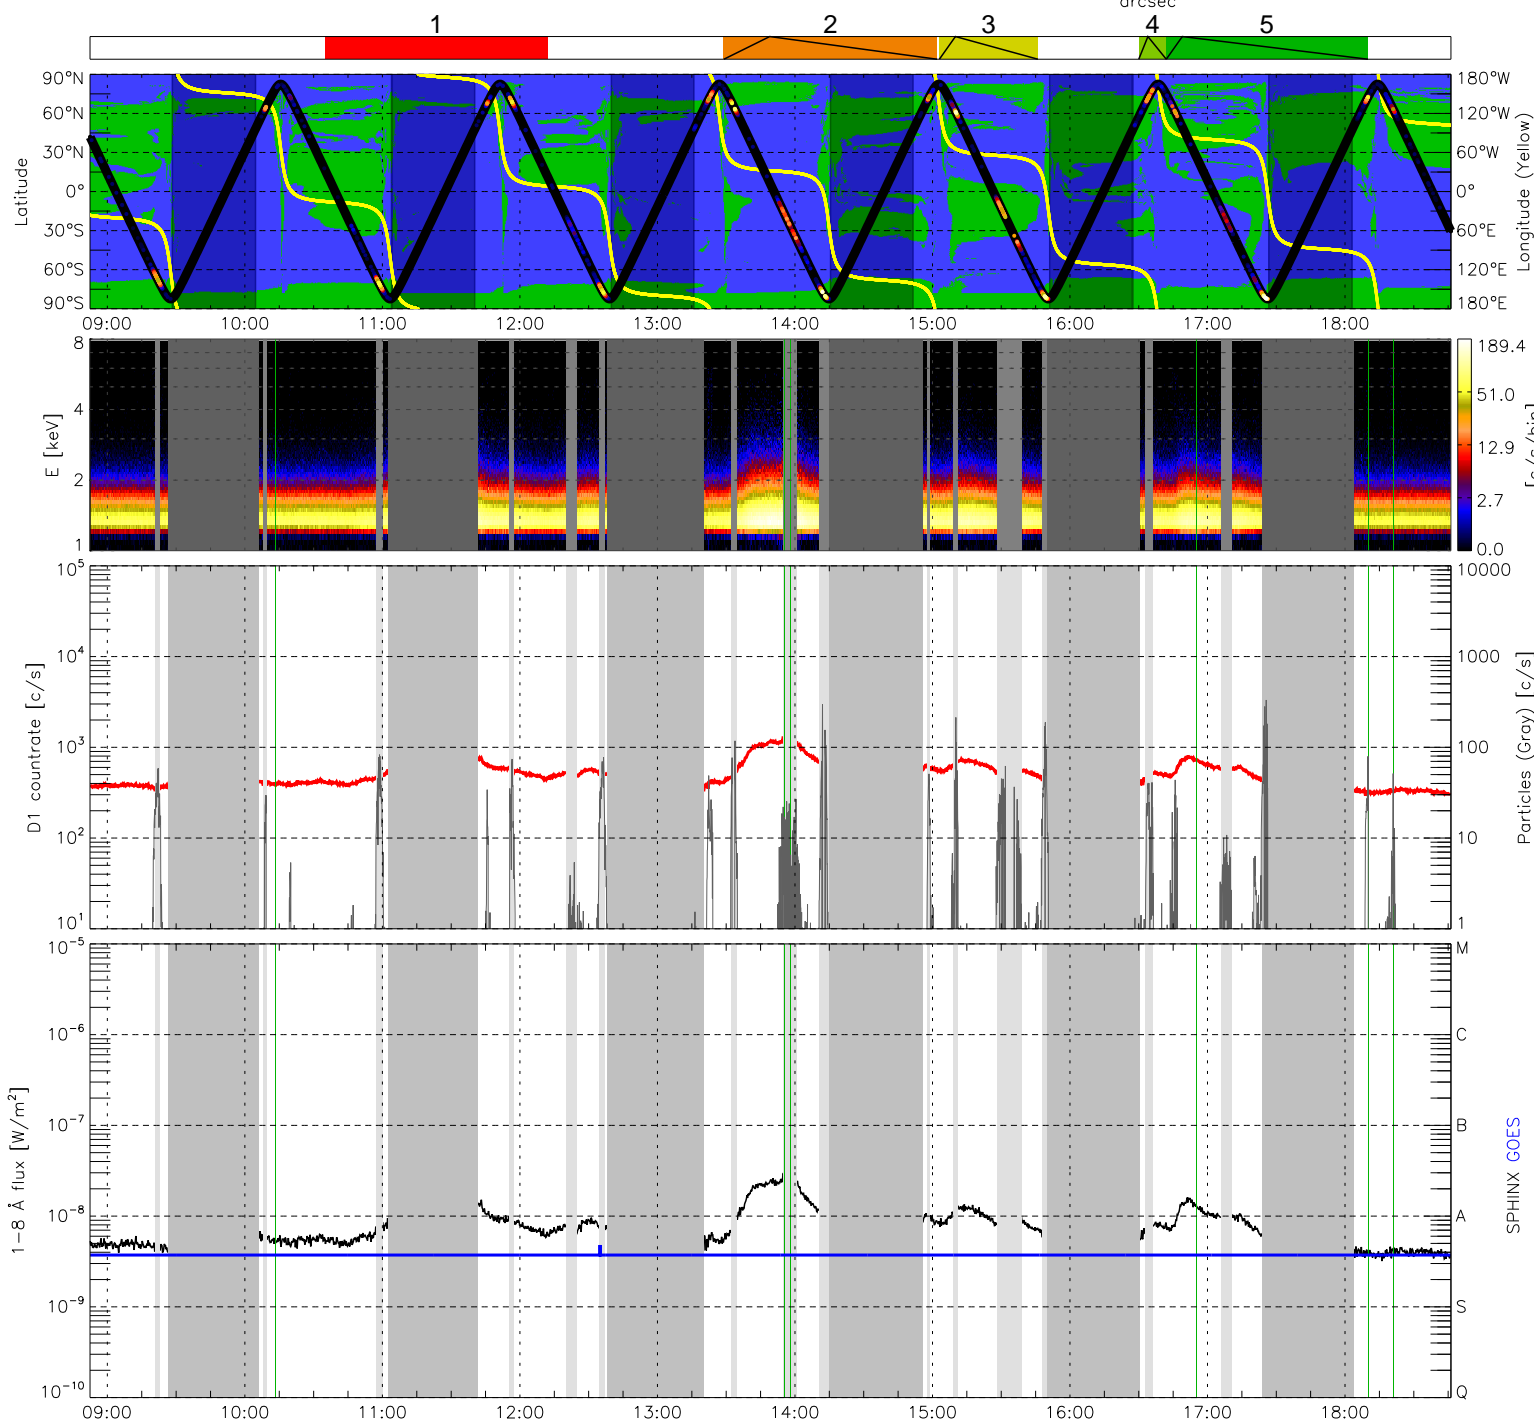 arcsec
1 2 3 4 5
90°N 180°W
60°N 120°W
30°N 60°W
0° 0°
30°S 60°E
60°S 120°E
90°S 180°E
Latitude
Longitude (Yellow)
09:00 10:00 11:00 12:00 13:00 14:00 15:00 16:00 17:00 18:00
8 189.4
4 51.0
12.9
2 2.7
1 0.0
E [keV]
[c/s/bin]
10^5 10000
10^4 1000
10^3 100
10^2 10
10^1 1
D1 countrate [c/s]
Particles (Gray) [c/s]
10^-5 M
10^-6 C
10^-7 B
10^-8 A
10^-9 S
10^-10 Q
1-8 Å flux [W/m^2]
SPHINX GOES
09:00 10:00 11:00 12:00 13:00 14:00 15:00 16:00 17:00 18:00